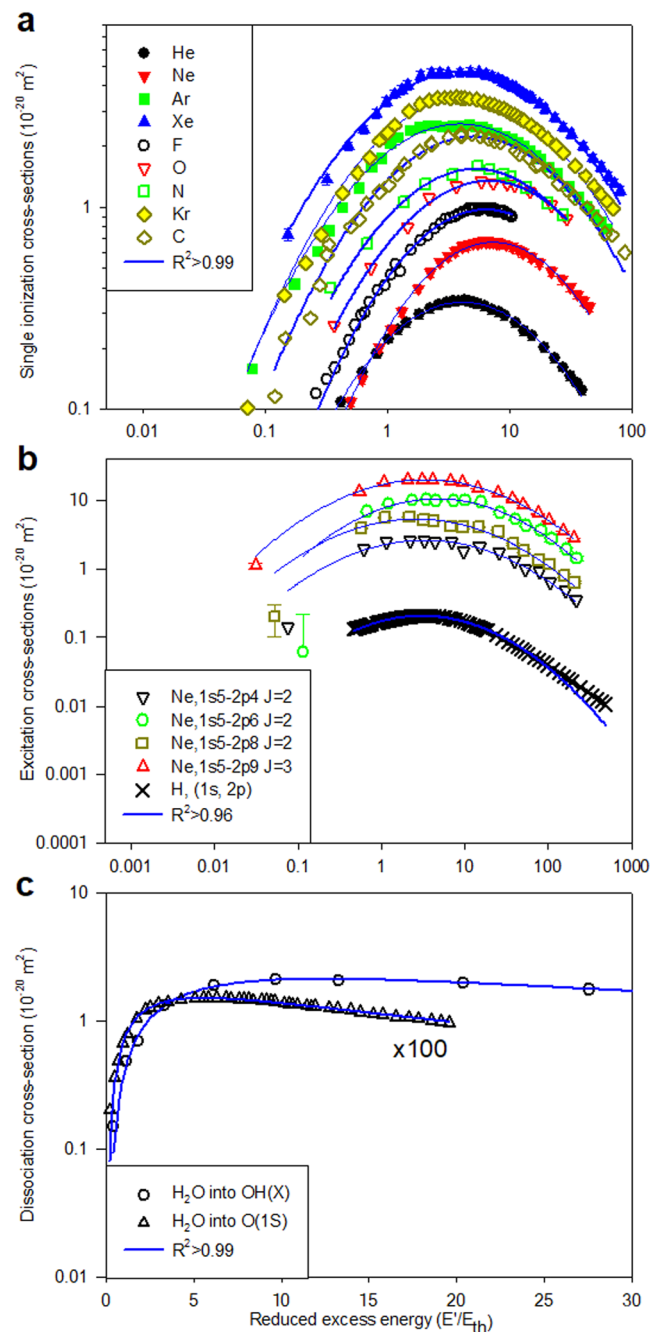 a
Single ionization cross-sections (10⁻²⁰ m²)
1
0.1
He
Ne
Ar
Xe
F
O
N
Kr
C
R²>0.99
0.01 0.1 1 10 100
b
Excitation cross-sections (10⁻²⁰ m²)
10
1
0.1
0.01
0.001
0.0001
Ne,1s5-2p4 J=2
Ne,1s5-2p6 J=2
Ne,1s5-2p8 J=2
Ne,1s5-2p9 J=3
H, (1s, 2p)
R²>0.96
0.001 0.01 0.1 1 10 100 1000
c
Dissociation cross-section (10⁻²⁰ m²)
10
1
0.1
0.01
x100
H₂O into OH(X)
H₂O into O(1S)
R²>0.99
0 5 10 15 20 25 30
Reduced excess energy (E'/Eₜₕ)